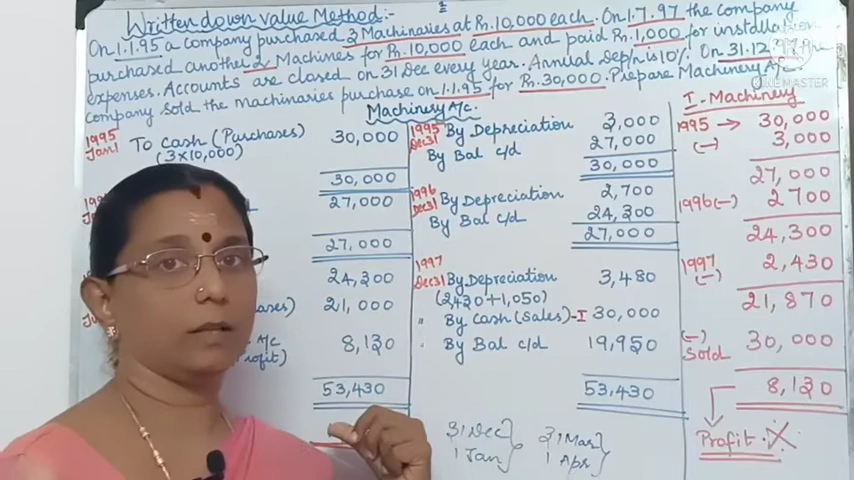 Written down value Method:-
On 1.1.95 a company purchased 3 Machinaries at Rs.10,000 each. On 1.7.97 the company
purchased another 2 Machines for Rs.10,000 each and paid Rs.1,000 for installation
expenses. Accounts are closed on 31 Dec every year. Annual Dep/n is 10%. On 31.12.97 the
company sold the machinaries purchase on 1.1.95 for Rs.30,000. Prepare Machinery A/c.
Machinery A/c.
I - Machinery
1995 Jan 1 To Cash (Purchases) 30,000
(3×10,000)
30,000
27,000
27,000
24,300
21,000
8,130
53,430
1995 Dec31 By Depreciation 3,000
By Bal c/d 27,000
30,000
1996 Dec31 By Depreciation 2,700
By Bal c/d 24,300
27,000
1997
Dec31 By Depreciation 3,480
(2,430+1,050)
" By Cash (Sales)-I 30,000
" By Bal c/d 19,950
53,430
1995 → 30,000
(-) 3,000
27,000
1996 (-) 2700
24,300
1997 (-) 2,430
21,870
(-) Sold 30,000
8,130
Profit.
31 Dec
1 Jan
31 Mar
1 Apr